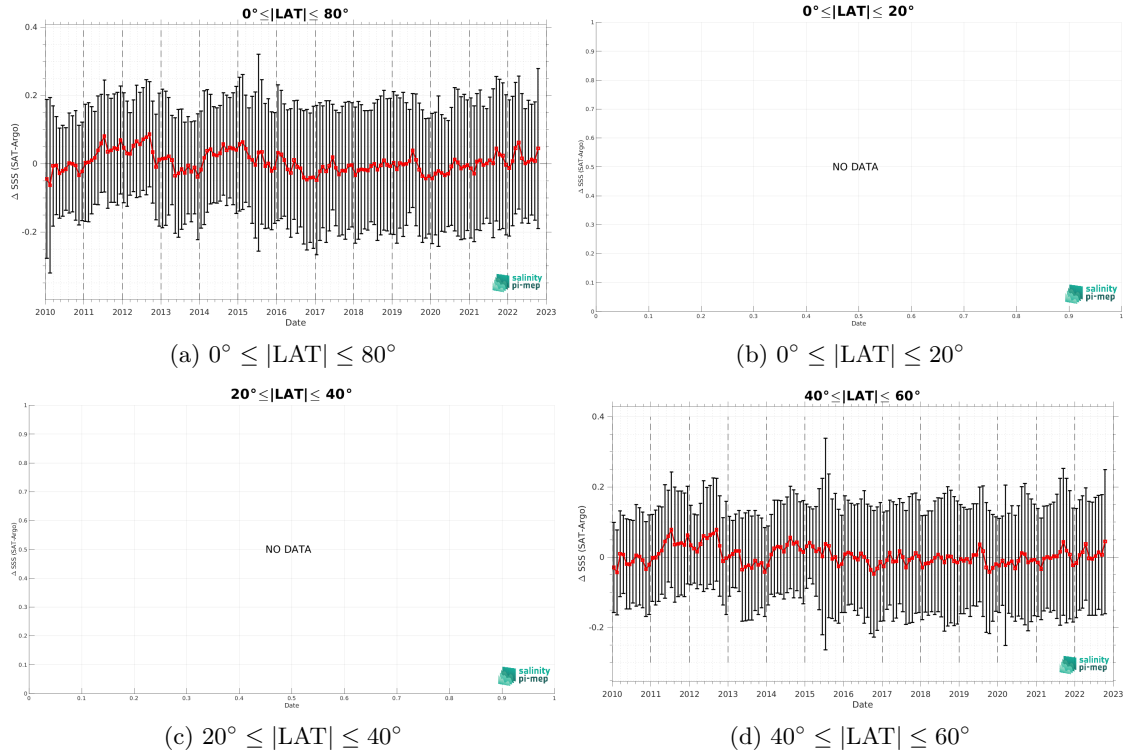 0°≤|LAT|≤ 80°
0.4
0.2
0
-0.2
Δ SSS (SAT-Argo)
2010 2011 2012 2013 2014 2015 2016 2017 2018 2019 2020 2021 2022 2023
Date
salinity
pi-mep
(a) 0° ≤ |LAT| ≤ 80°
0°≤|LAT|≤ 20°
1
0.9
0.8
0.7
0.6
0.5
0.4
0.3
0.2
0.1
0
Δ SSS (SAT-Argo)
NO DATA
0 0.1 0.2 0.3 0.4 0.5 0.6 0.7 0.8 0.9 1
Date
salinity
pi-mep
(b) 0° ≤ |LAT| ≤ 20°
20°≤|LAT|≤ 40°
1
0.9
0.8
0.7
0.6
0.5
0.4
0.3
0.2
0.1
0
Δ SSS (SAT-Argo)
NO DATA
0 0.1 0.2 0.3 0.4 0.5 0.6 0.7 0.8 0.9 1
Date
salinity
pi-mep
(c) 20° ≤ |LAT| ≤ 40°
40°≤|LAT|≤ 60°
0.4
0.2
0
-0.2
Δ SSS (SAT-Argo)
2010 2011 2012 2013 2014 2015 2016 2017 2018 2019 2020 2021 2022 2023
Date
salinity
pi-mep
(d) 40° ≤ |LAT| ≤ 60°